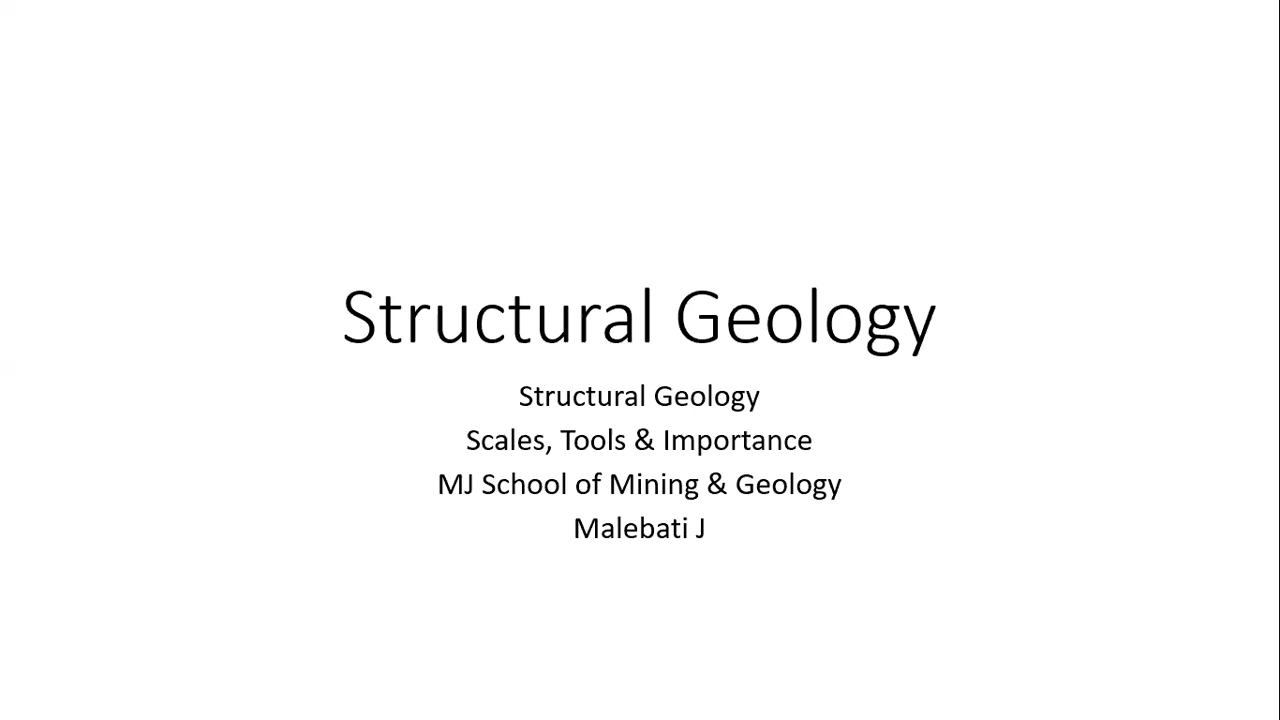 Structural Geology
Structural Geology
Scales, Tools & Importance
MJ School of Mining & Geology
Malebati J